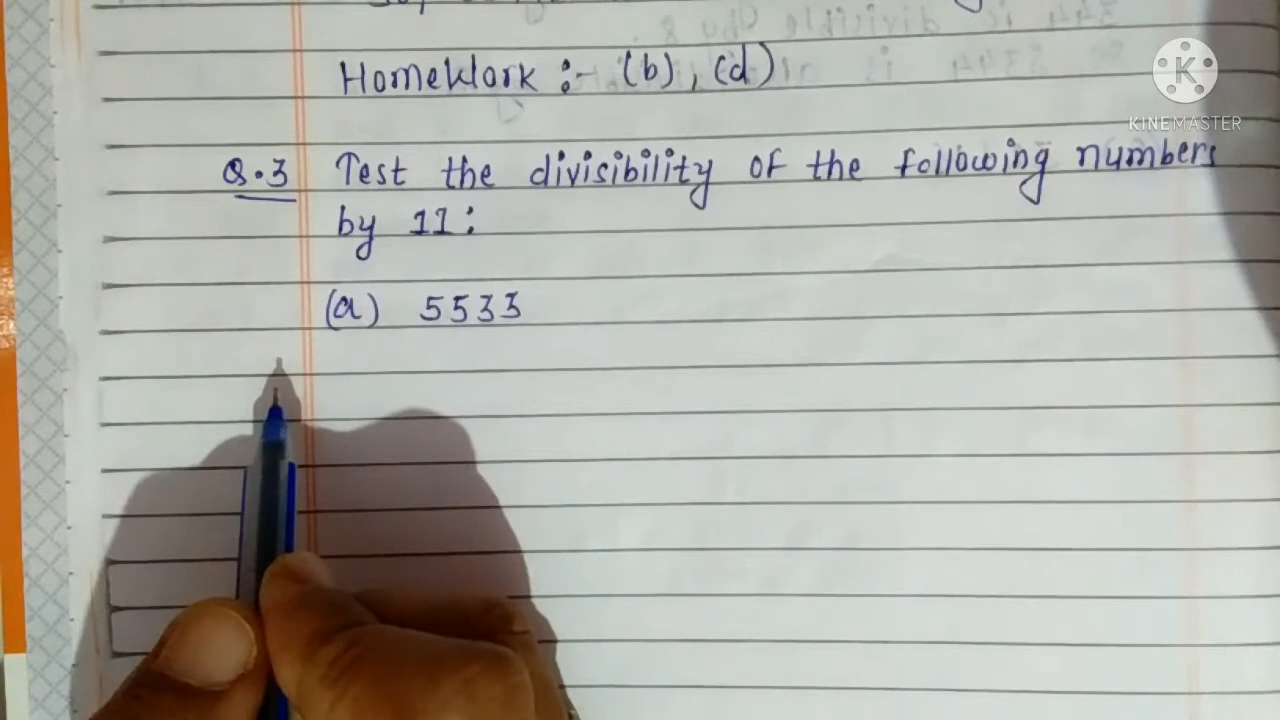 Homework :- (b), (d)
K
KINEMASTER
Q.3 Test the divisibility of the following numbers
by 11:
(a) 5533